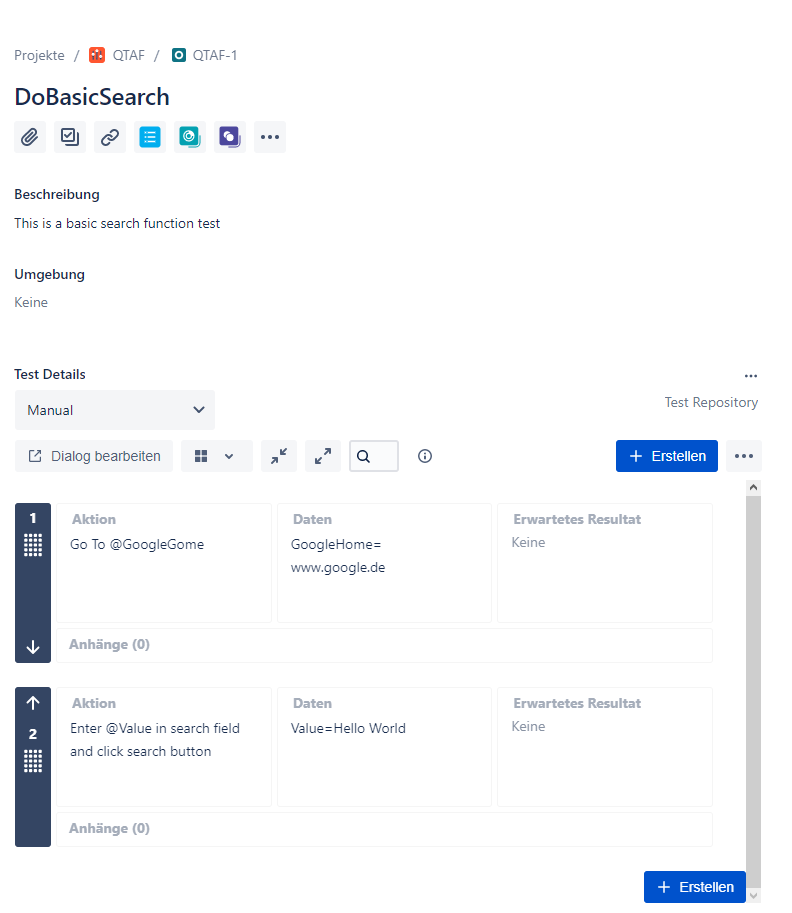 Projekte / QTAF / QTAF-1
DoBasicSearch
Beschreibung
This is a basic search function test
Umgebung
Keine
Test Details
Manual
Test Repository
Dialog bearbeiten
Erstellen
1
Aktion
Go To @GoogleGome
Daten
GoogleHome=
www.google.de
Erwartetes Resultat
Keine
Anhänge (0)
2
Aktion
Enter @Value in search field
and click search button
Daten
Value=Hello World
Erwartetes Resultat
Keine
Anhänge (0)
Erstellen